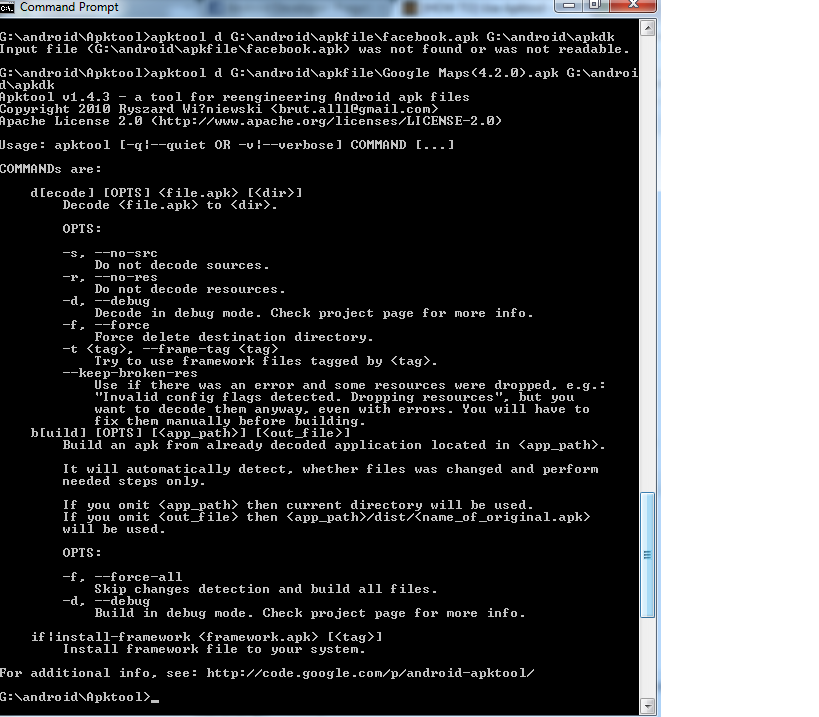 Command Prompt
G:\android\Apktool>apktool d G:\android\apkfile\facebook.apk G:\android\apkdk
Input file (G:\android\apkfile\facebook.apk) was not found or was not readable.
G:\android\Apktool>apktool d G:\android\apkfile\Google Maps(4.2.0).apk G:\androi
d\apkdk
Apktool v1.4.3 - a tool for reengineering Android apk files
Copyright 2010 Ryszard Wi?niewski <brut.alll@gmail.com>
Apache License 2.0 (http://www.apache.org/licenses/LICENSE-2.0)
Usage: apktool [-q|--quiet OR -v|--verbose] COMMAND [...]
COMMANDs are:
d[ecode] [OPTS] <file.apk> [<dir>]
Decode <file.apk> to <dir>.
OPTS:
-s, --no-src
Do not decode sources.
-r, --no-res
Do not decode resources.
-d, --debug
Decode in debug mode. Check project page for more info.
-f, --force
Force delete destination directory.
-t <tag>, --frame-tag <tag>
Try to use framework files tagged by <tag>.
--keep-broken-res
Use if there was an error and some resources were dropped, e.g.:
"Invalid config flags detected. Dropping resources", but you
want to decode them anyway, even with errors. You will have to
fix them manually before building.
b[uild] [OPTS] [<app_path>] [<out_file>]
Build an apk from already decoded application located in <app_path>.
It will automatically detect, whether files was changed and perform
needed steps only.
If you omit <app_path> then current directory will be used.
If you omit <out_file> then <app_path>/dist/<name_of_original.apk>
will be used.
OPTS:
-f, --force-all
Skip changes detection and build all files.
-d, --debug
Build in debug mode. Check project page for more info.
if|install-framework <framework.apk> [<tag>]
Install framework file to your system.
For additional info, see: http://code.google.com/p/android-apktool/
G:\android\Apktool>_